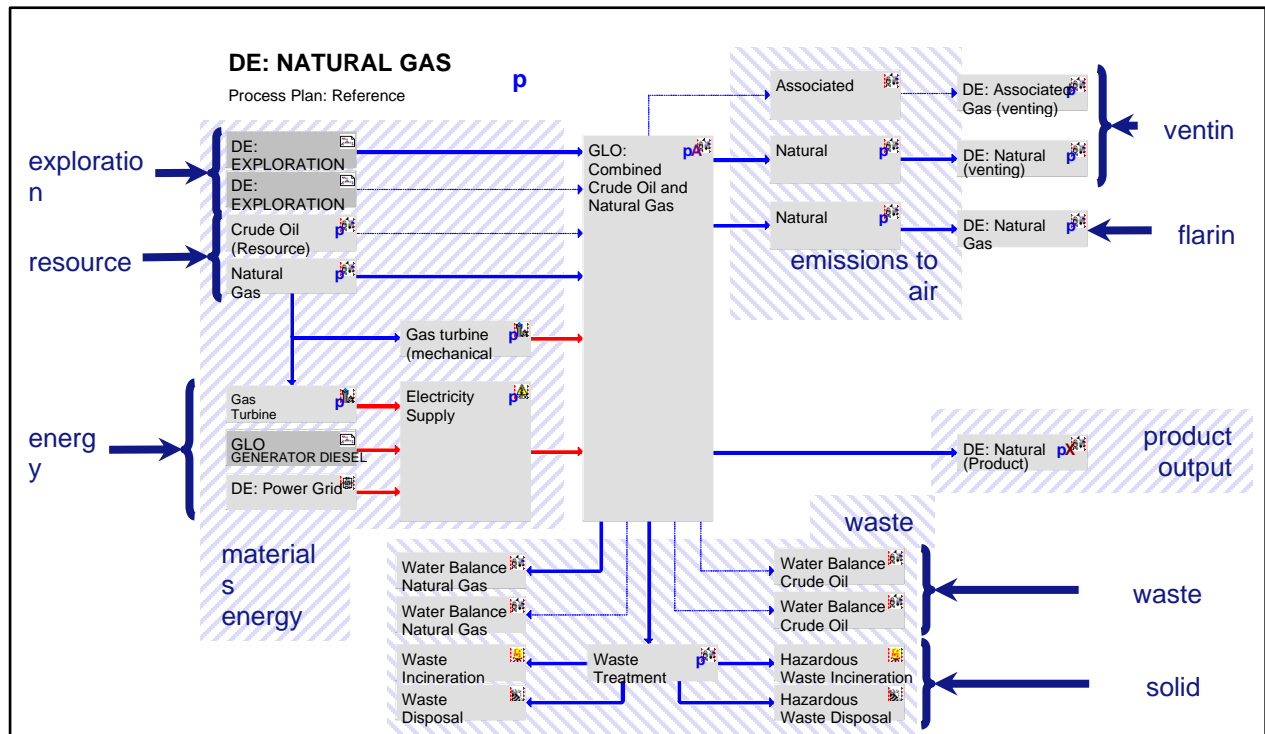 DE: NATURAL GAS
p
Process Plan: Reference
exploratio
n
resource
energ
y
DE:
EXPLORATION
DE:
EXPLORATION
Crude Oil
(Resource)
p
Natural
Gas
p
Gas turbine
(mechanical
p
Gas
Turbine
p
GLO
GENERATOR DIESEL
DE: Power Grid
Electricity
Supply
p
material
s
energy
GLO:
Combined
Crude Oil and
Natural Gas
pA
Associated
p
Natural
p
Natural
p
emissions to
air
DE: Associated
Gas (venting)
p
DE: Natural
(venting)
p
DE: Natural
Gas
p
ventin
flarin
DE: Natural
(Product)
pX
product
output
waste
Water Balance
Natural Gas
Water Balance
Natural Gas
Water Balance
Crude Oil
Water Balance
Crude Oil
waste
Waste
Incineration
Waste
Disposal
Waste
Treatment
p
Hazardous
Waste Incineration
Hazardous
Waste Disposal
solid